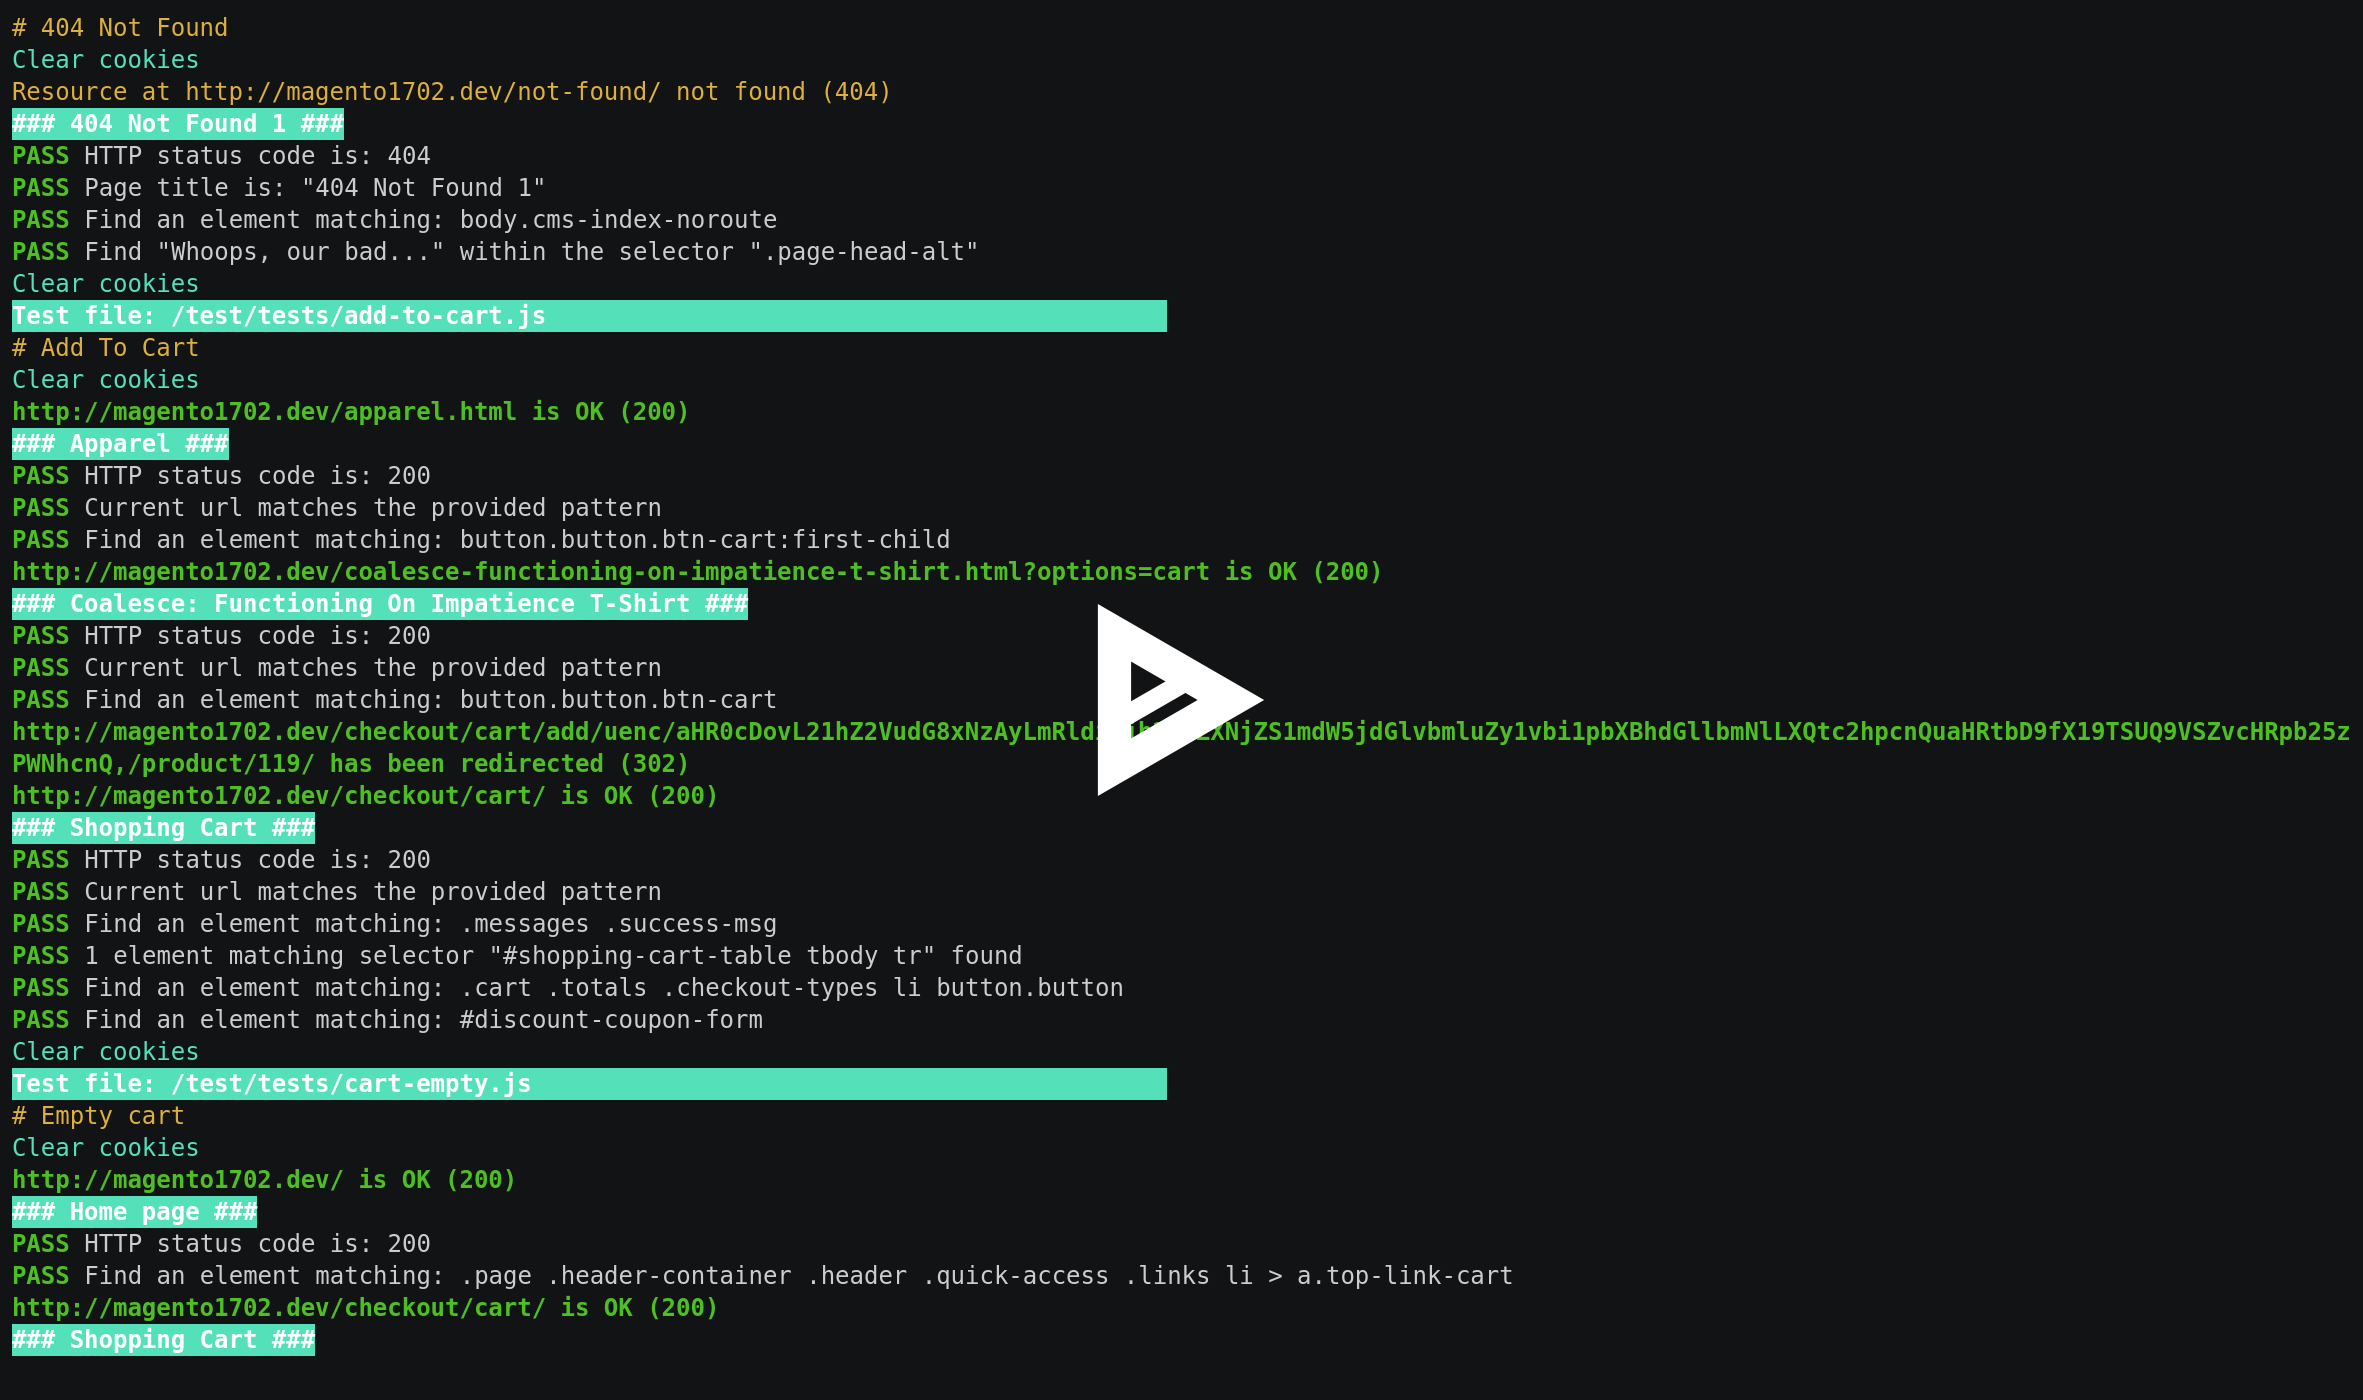 # 404 Not Found
Clear cookies
Resource at http://magento1702.dev/not-found/ not found (404)
### 404 Not Found 1 ###
PASS HTTP status code is: 404
PASS Page title is: "404 Not Found 1"
PASS Find an element matching: body.cms-index-noroute
PASS Find "Whoops, our bad..." within the selector ".page-head-alt"
Clear cookies
Test file: /test/tests/add-to-cart.js
# Add To Cart
Clear cookies
http://magento1702.dev/apparel.html is OK (200)
### Apparel ###
PASS HTTP status code is: 200
PASS Current url matches the provided pattern
PASS Find an element matching: button.button.btn-cart:first-child
http://magento1702.dev/coalesce-functioning-on-impatience-t-shirt.html?options=cart is OK (200)
### Coalesce: Functioning On Impatience T-Shirt ###
PASS HTTP status code is: 200
PASS Current url matches the provided pattern
PASS Find an element matching: button.button.btn-cart
PWNhcnQ,/product/119/ has been redirected (302)
http://magento1702.dev/checkout/cart/ is OK (200)
### Shopping Cart ###
PASS HTTP status code is: 200
PASS Current url matches the provided pattern
PASS Find an element matching: .messages .success-msg
PASS 1 element matching selector "#shopping-cart-table tbody tr" found
PASS Find an element matching: .cart .totals .checkout-types li button.button
PASS Find an element matching: #discount-coupon-form
Clear cookies
Test file: /test/tests/cart-empty.js
# Empty cart
Clear cookies
http://magento1702.dev/ is OK (200)
### Home page ###
PASS HTTP status code is: 200
PASS Find an element matching: .page .header-container .header .quick-access .links li > a.top-link-cart
http://magento1702.dev/checkout/cart/ is OK (200)
### Shopping Cart ###